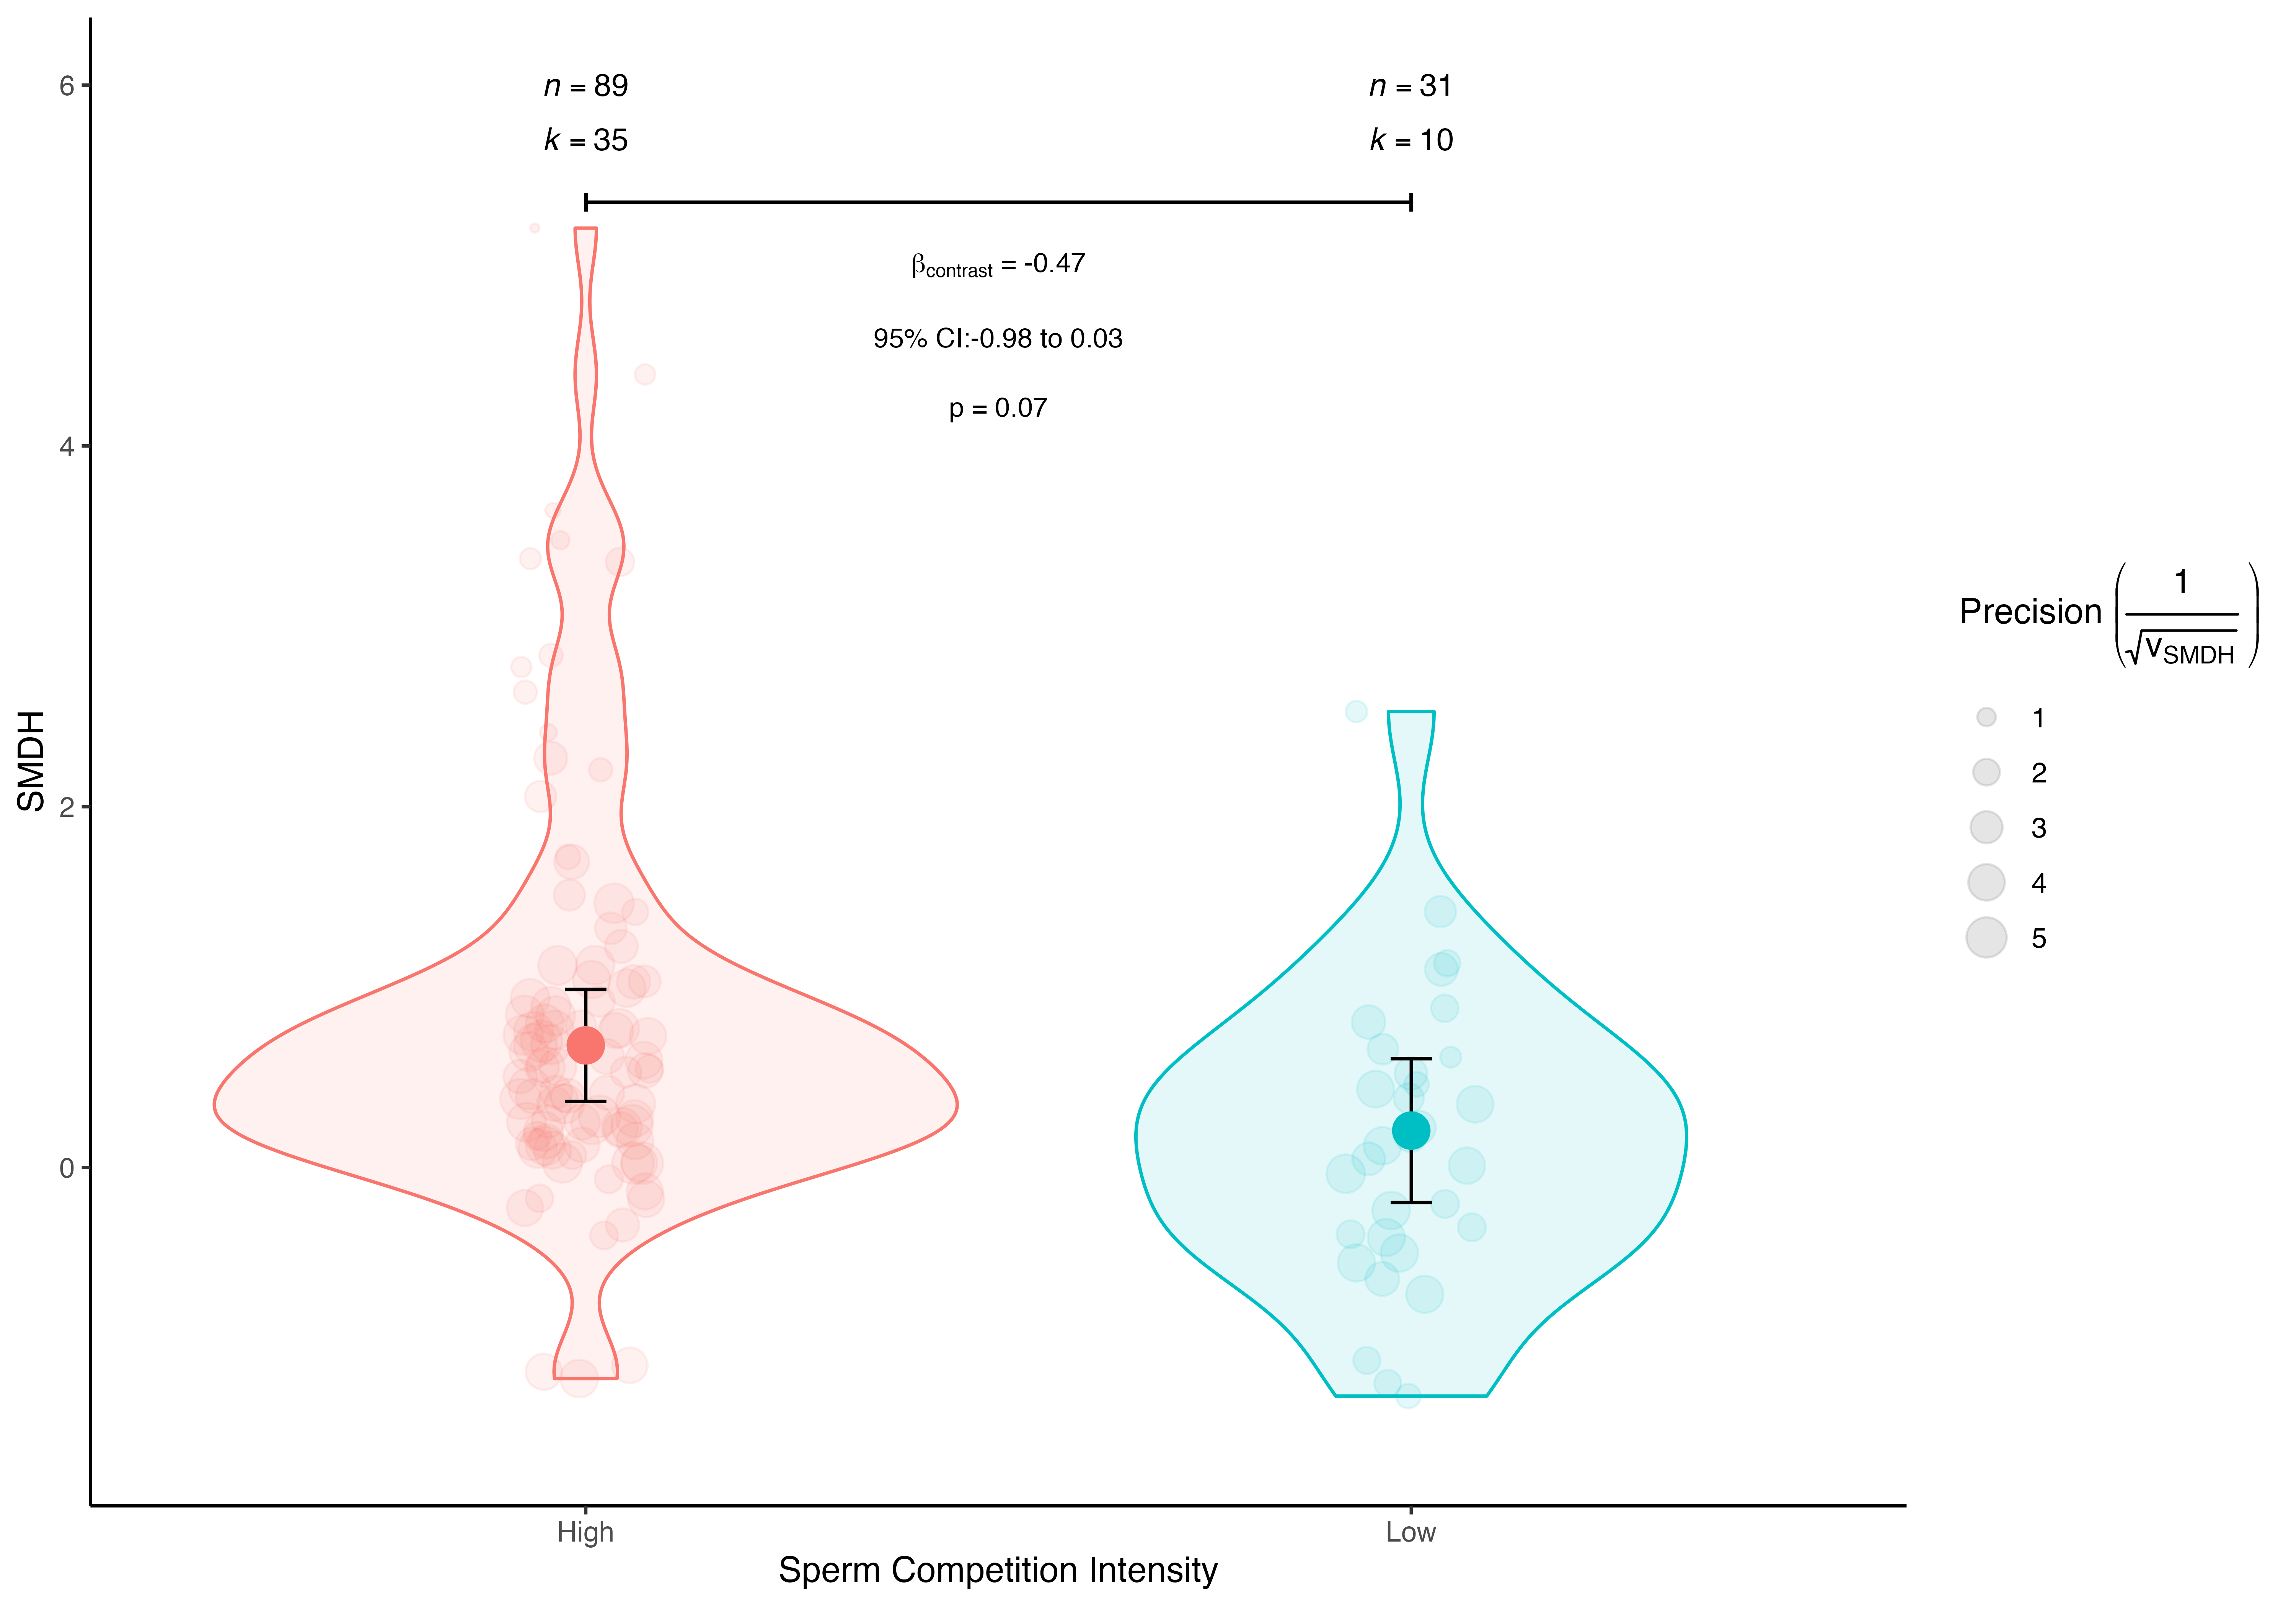 n = 89
n = 31
k = 35
k = 10
βcontrast = -0.47
95% CI:-0.98 to 0.03
p = 0.07
6
4
2
0
SMDH
High
Low
Sperm Competition Intensity
Precision (1/√vSMDH)
1
2
3
4
5